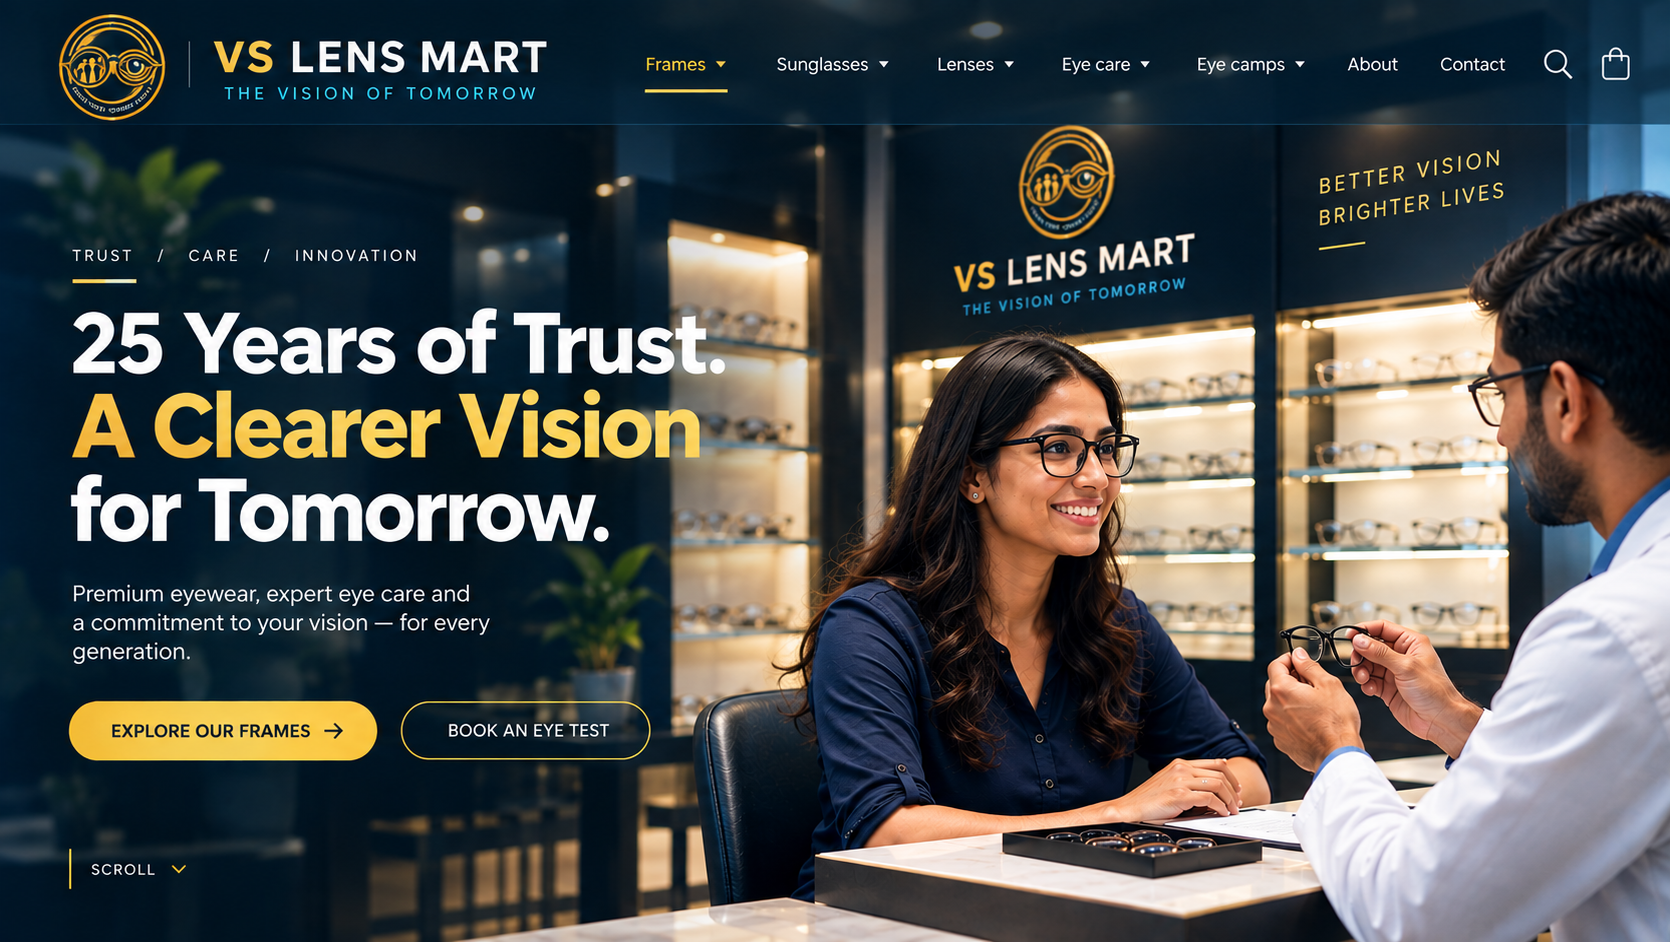 VS LENS MART
THE VISION OF TOMORROW
Frames
Sunglasses
Lenses
Eye care
Eye camps
About
Contact
VS LENS MART
THE VISION OF TOMORROW
BETTER VISION
BRIGHTER LIVES
TRUST / CARE / INNOVATION
25 Years of Trust.
A Clearer Vision
for Tomorrow.
Premium eyewear, expert eye care and
a commitment to your vision — for every
generation.
EXPLORE OUR FRAMES →
BOOK AN EYE TEST
SCROLL